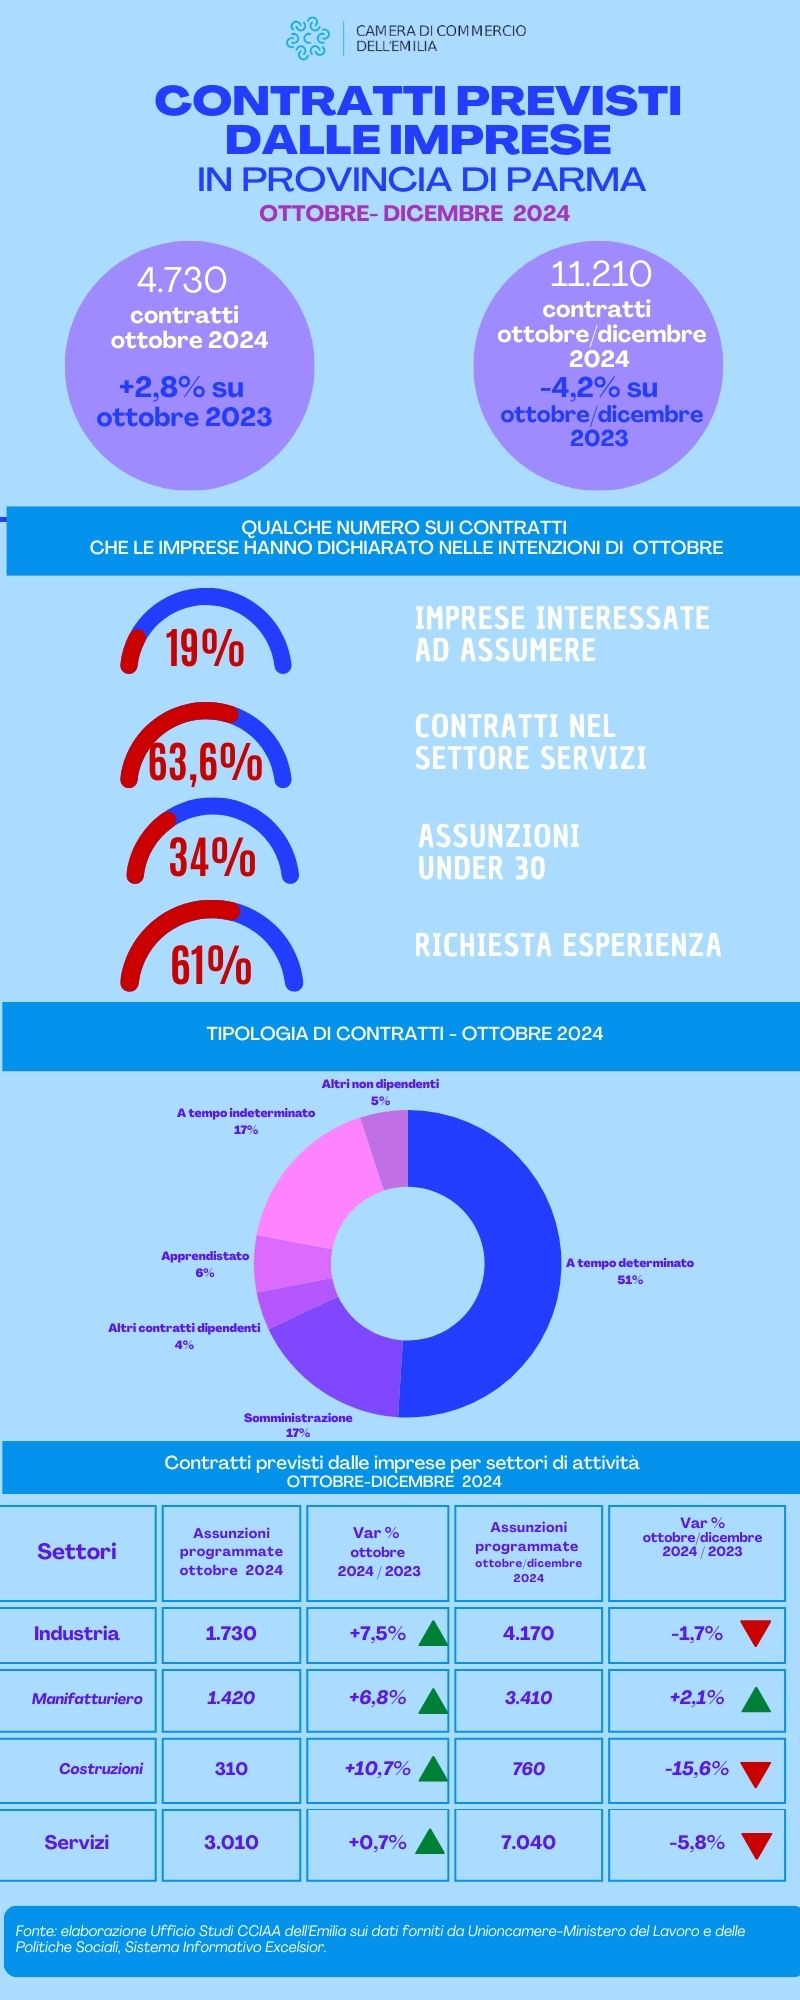 CAMERA DI COMMERCIO
DELL'EMILIA
CONTRATTI PREVISTI
DALLE IMPRESE
IN PROVINCIA DI PARMA
OTTOBRE- DICEMBRE 2024
4.730
contratti
ottobre 2024
+2,8% su
ottobre 2023
11.210
contratti
ottobre/dicembre
2024
-4,2% su
ottobre/dicembre
2023
QUALCHE NUMERO SUI CONTRATTI
CHE LE IMPRESE HANNO DICHIARATO NELLE INTENZIONI DI OTTOBRE
19%
IMPRESE INTERESSATE
AD ASSUMERE
63,6%
CONTRATTI NEL
SETTORE SERVIZI
34%
ASSUNZIONI
UNDER 30
61%
RICHIESTA ESPERIENZA
TIPOLOGIA DI CONTRATTI - OTTOBRE 2024
Altri non dipendenti
5%
A tempo indeterminato
17%
Apprendistato
6%
A tempo determinato
51%
Altri contratti dipendenti
4%
Somministrazione
17%
Contratti previsti dalle imprese per settori di attività
OTTOBRE-DICEMBRE 2024
Settori
Assunzioni
programmate
ottobre 2024
Var %
ottobre
2024 / 2023
Assunzioni
programmate
ottobre/dicembre
2024
Var %
ottobre/dicembre
2024 / 2023
Industria 1.730 +7,5% 4.170 -1,7%
Manifatturiero 1.420 +6,8% 3.410 +2,1%
Costruzioni 310 +10,7% 760 -15,6%
Servizi 3.010 +0,7% 7.040 -5,8%
Fonte: elaborazione Ufficio Studi CCIAA dell'Emilia sui dati forniti da Unioncamere-Ministero del Lavoro e delle
Politiche Sociali, Sistema Informativo Excelsior.